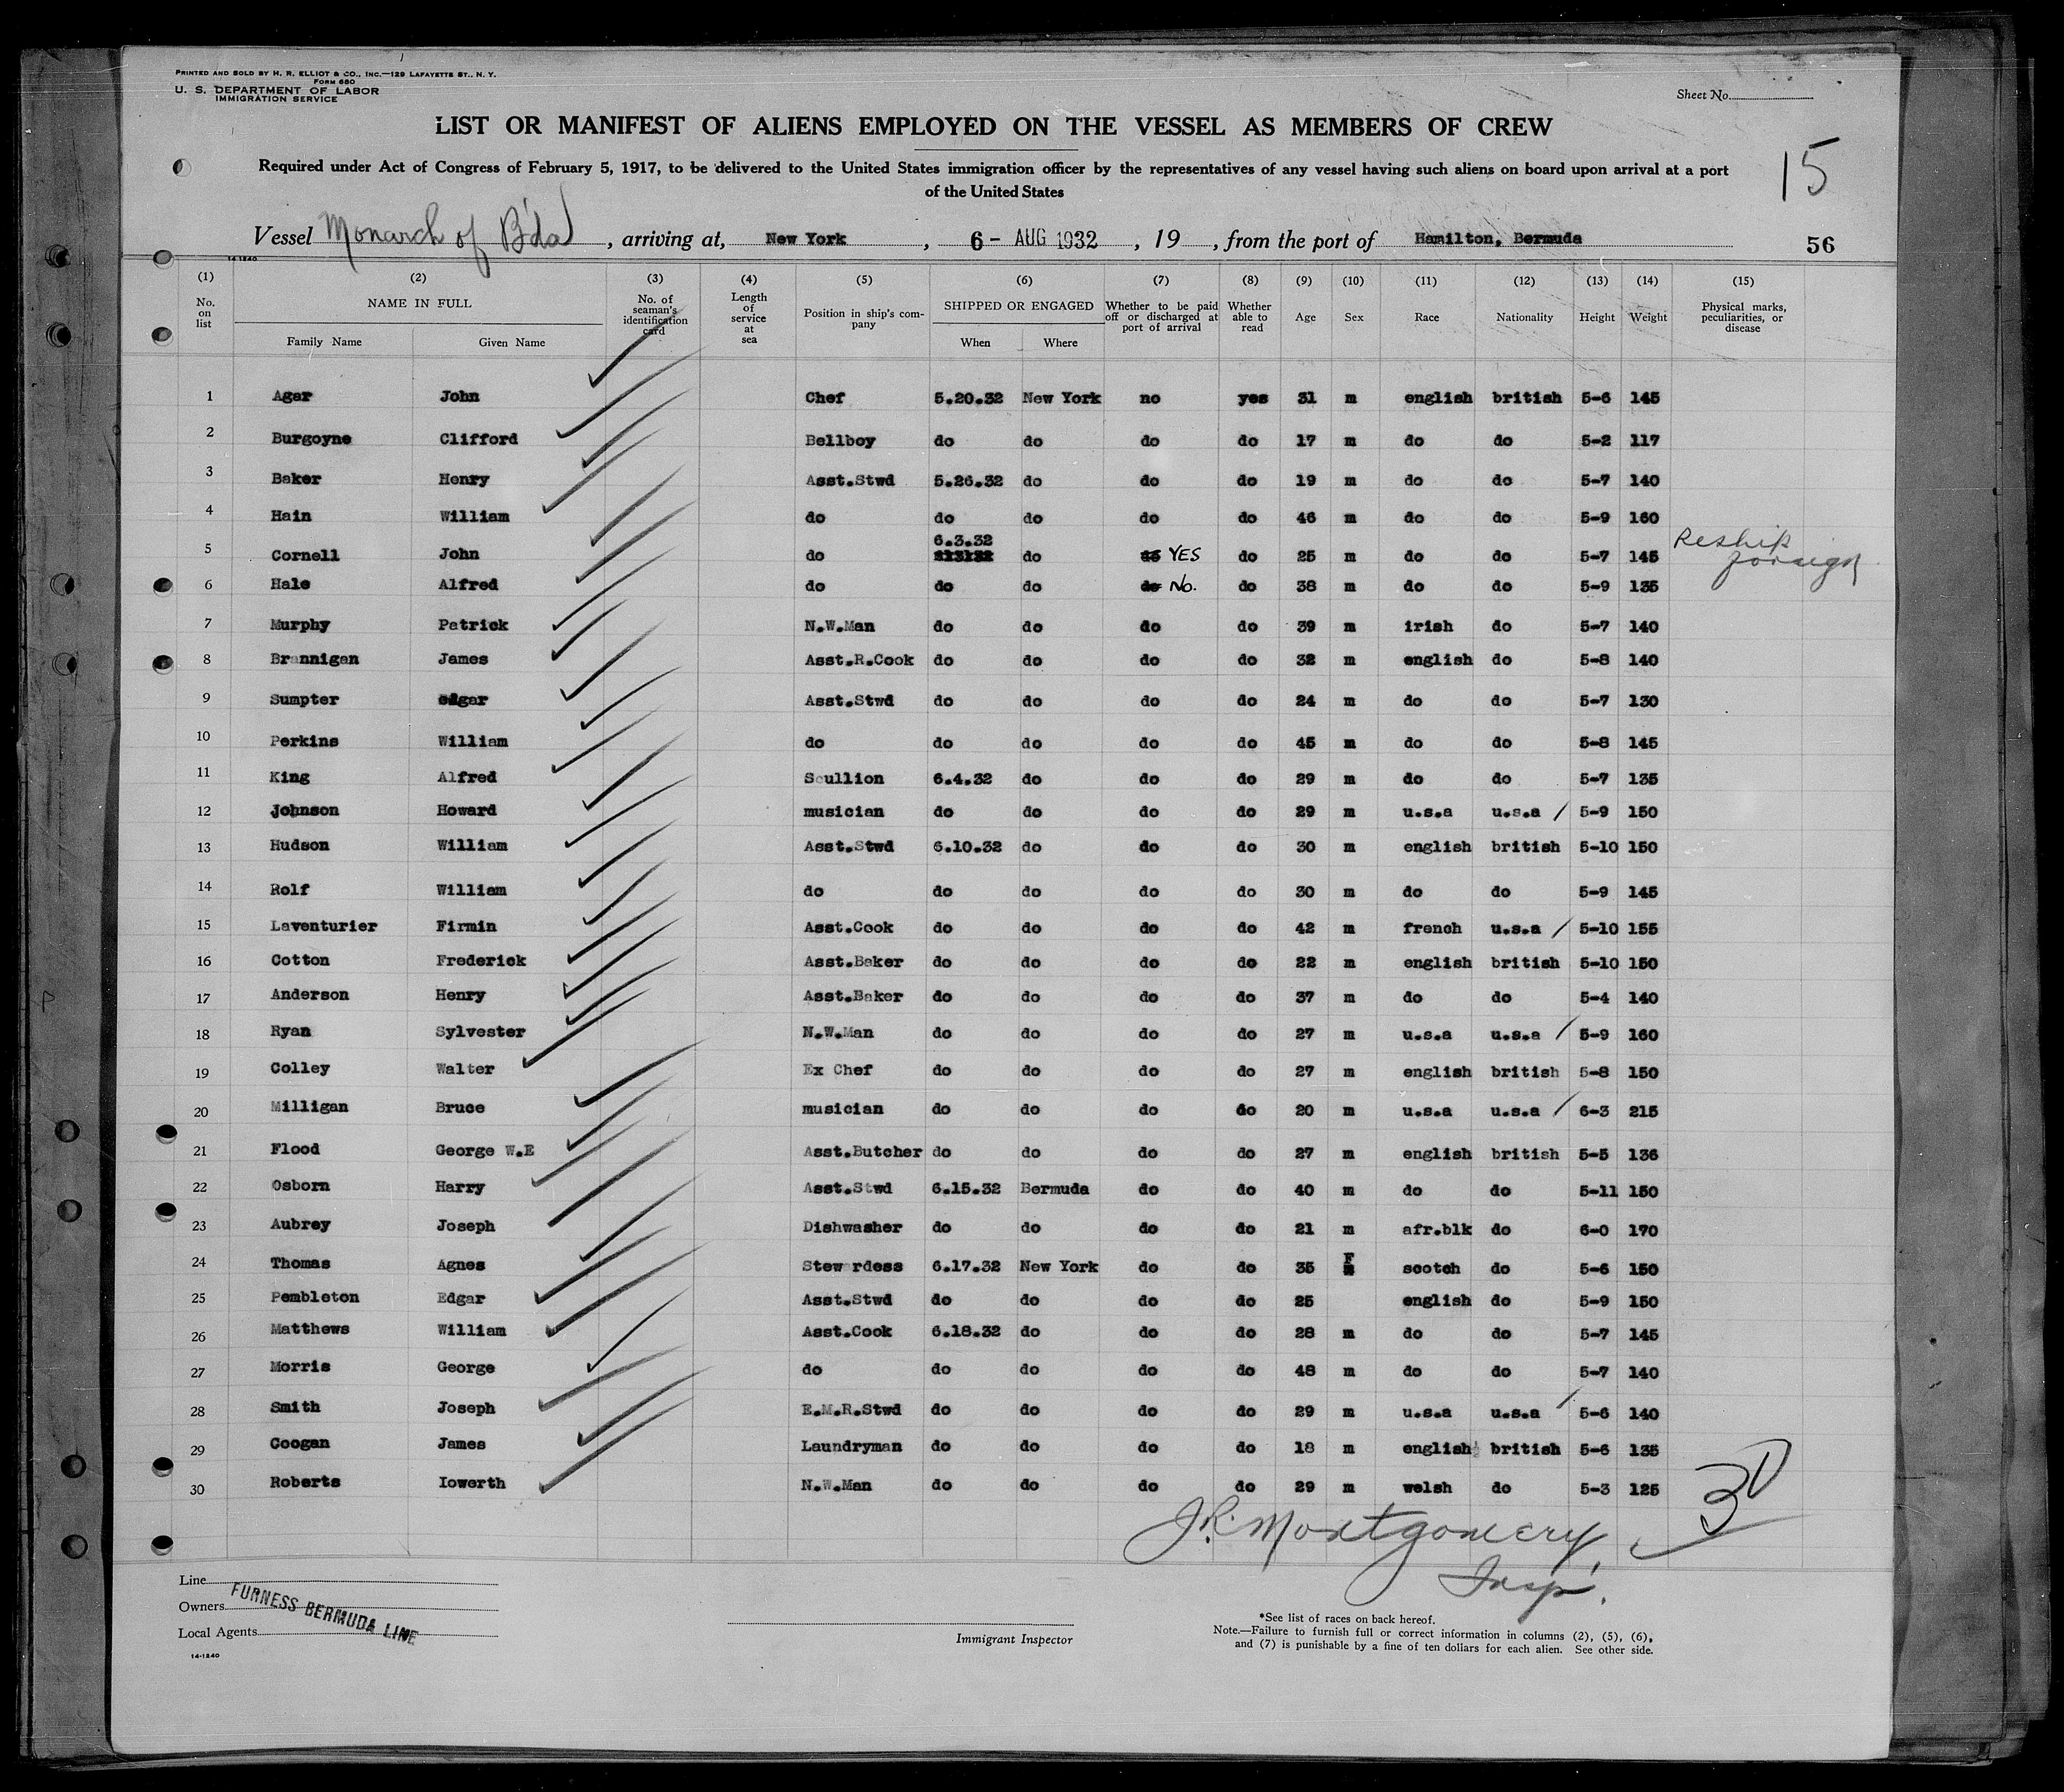 PRINTED AND SOLD BY H. R. ELLIOT & CO., INC.—129 LAFAYETTE ST., N. Y.
FORM 680
U. S. DEPARTMENT OF LABOR
IMMIGRATION SERVICE
Sheet No.
LIST OR MANIFEST OF ALIENS EMPLOYED ON THE VESSEL AS MEMBERS OF CREW
15
Required under Act of Congress of February 5, 1917, to be delivered to the United States immigration officer by the representatives of any vessel having such aliens on board upon arrival at a port
of the United States
Vessel Monarch of B'da, arriving at, New York, 6 - AUG 1932, 19, from the port of Hamilton, Bermuda 56
14-1240
(1) (2) (3) (4) (5) (6) (7) (8) (9) (10) (11) (12) (13) (14) (15)
No. on list NAME IN FULL Family Name Given Name No. of seaman's identification card Length of service at sea Position in ship's company SHIPPED OR ENGAGED When Where Whether to be paid off or discharged at port of arrival Whether able to read Age Sex Race Nationality Height Weight Physical marks, peculiarities, or disease
1 Agar John Chef 5.20.32 New York no yes 31 m english british 5-6 145
2 Burgoyne Clifford Bellboy do do do do 17 m do do 5-2 117
3 Baker Henry Asst.Stwd 5.26.32 do do do 19 m do do 5-7 140
4 Hain William do do do do do 46 m do do 5-9 160
5 Cornell John do 6.3.32 do YES do 25 m do do 5-7 145 Reship foreign
6 Hale Alfred do do do do No. do 38 m do do 5-9 135
7 Murphy Patrick N.W.Man do do do do 39 m irish do 5-7 140
8 Brannigan James Asst.R.Cook do do do do 32 m english do 5-8 140
9 Sumpter edgar Asst.Stwd do do do do 24 m do do 5-7 130
10 Perkins William do do do do do 45 m do do 5-8 145
11 King Alfred Scullion 6.4.32 do do do 29 m do do 5-7 135
12 Johnson Howard musician do do do do 29 m u.s.a u.s.a / 5-9 150
13 Hudson William Asst.Stwd 6.10.32 do do do 30 m english british 5-10 150
14 Rolf William do do do do do 30 m do do 5-9 145
15 Laventurier Firmin Asst.Cook do do do do 42 m french u.s.a / 5-10 155
16 Cotton Frederick Asst.Baker do do do do 22 m english british 5-10 150
17 Anderson Henry Asst.Baker do do do do 37 m do do 5-4 140
18 Ryan Sylvester N.W.Man do do do do 27 m u.s.a u.s.a / 5-9 160
19 Colley Walter Ex Chef do do do do 27 m english british 5-8 150
20 Milligan Bruce musician do do do do 20 m u.s.a u.s.a / 6-3 215
21 Flood George W.E Asst.Butcher do do do do 27 m english british 5-5 136
22 Osborn Harry Asst.Stwd 6.15.32 Bermuda do do 40 m do do 5-11 150
23 Aubrey Joseph Dishwasher do do do do 21 m afr.blk do 6-0 170
24 Thomas Agnes Stewardess 6.17.32 New York do do 35 F scotch do 5-6 150
25 Pembleton Edgar Asst.Stwd do do do do 25 english do 5-9 150
26 Matthews William Asst.Cook 6.18.32 do do do 28 m do do 5-7 145
27 Morris George do do do do do 48 m do do 5-7 140
28 Smith Joseph E.M.R.Stwd do do do do 29 m u.s.a u.s.a / 5-6 140
29 Coogan James Laundryman do do do do 18 m english british 5-6 135
30 Roberts Iowerth N.W.Man do do do do 29 m welsh do 5-3 125
30
J.R. Montgomery,
Insp.
Line
Owners FURNESS BERMUDA LINE
Local Agents
14-1240
Immigrant Inspector
*See list of races on back hereof.
Note.—Failure to furnish full or correct information in columns (2), (5), (6), and (7) is punishable by a fine of ten dollars for each alien. See other side.